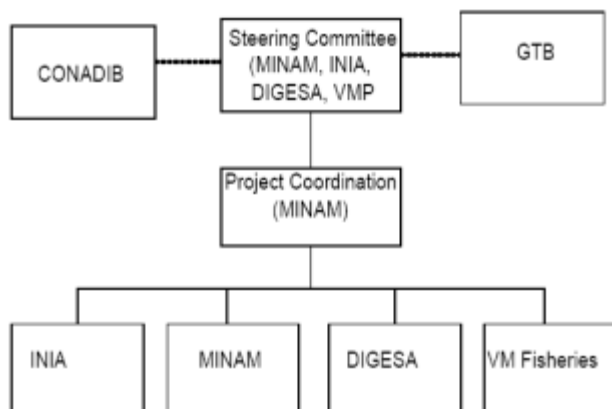 CONADIB
Steering Committee
(MINAM, INIA,
DIGESA, VMP
GTB
Project Coordination
(MINAM)
INIA
MINAM
DIGESA
VM Fisheries